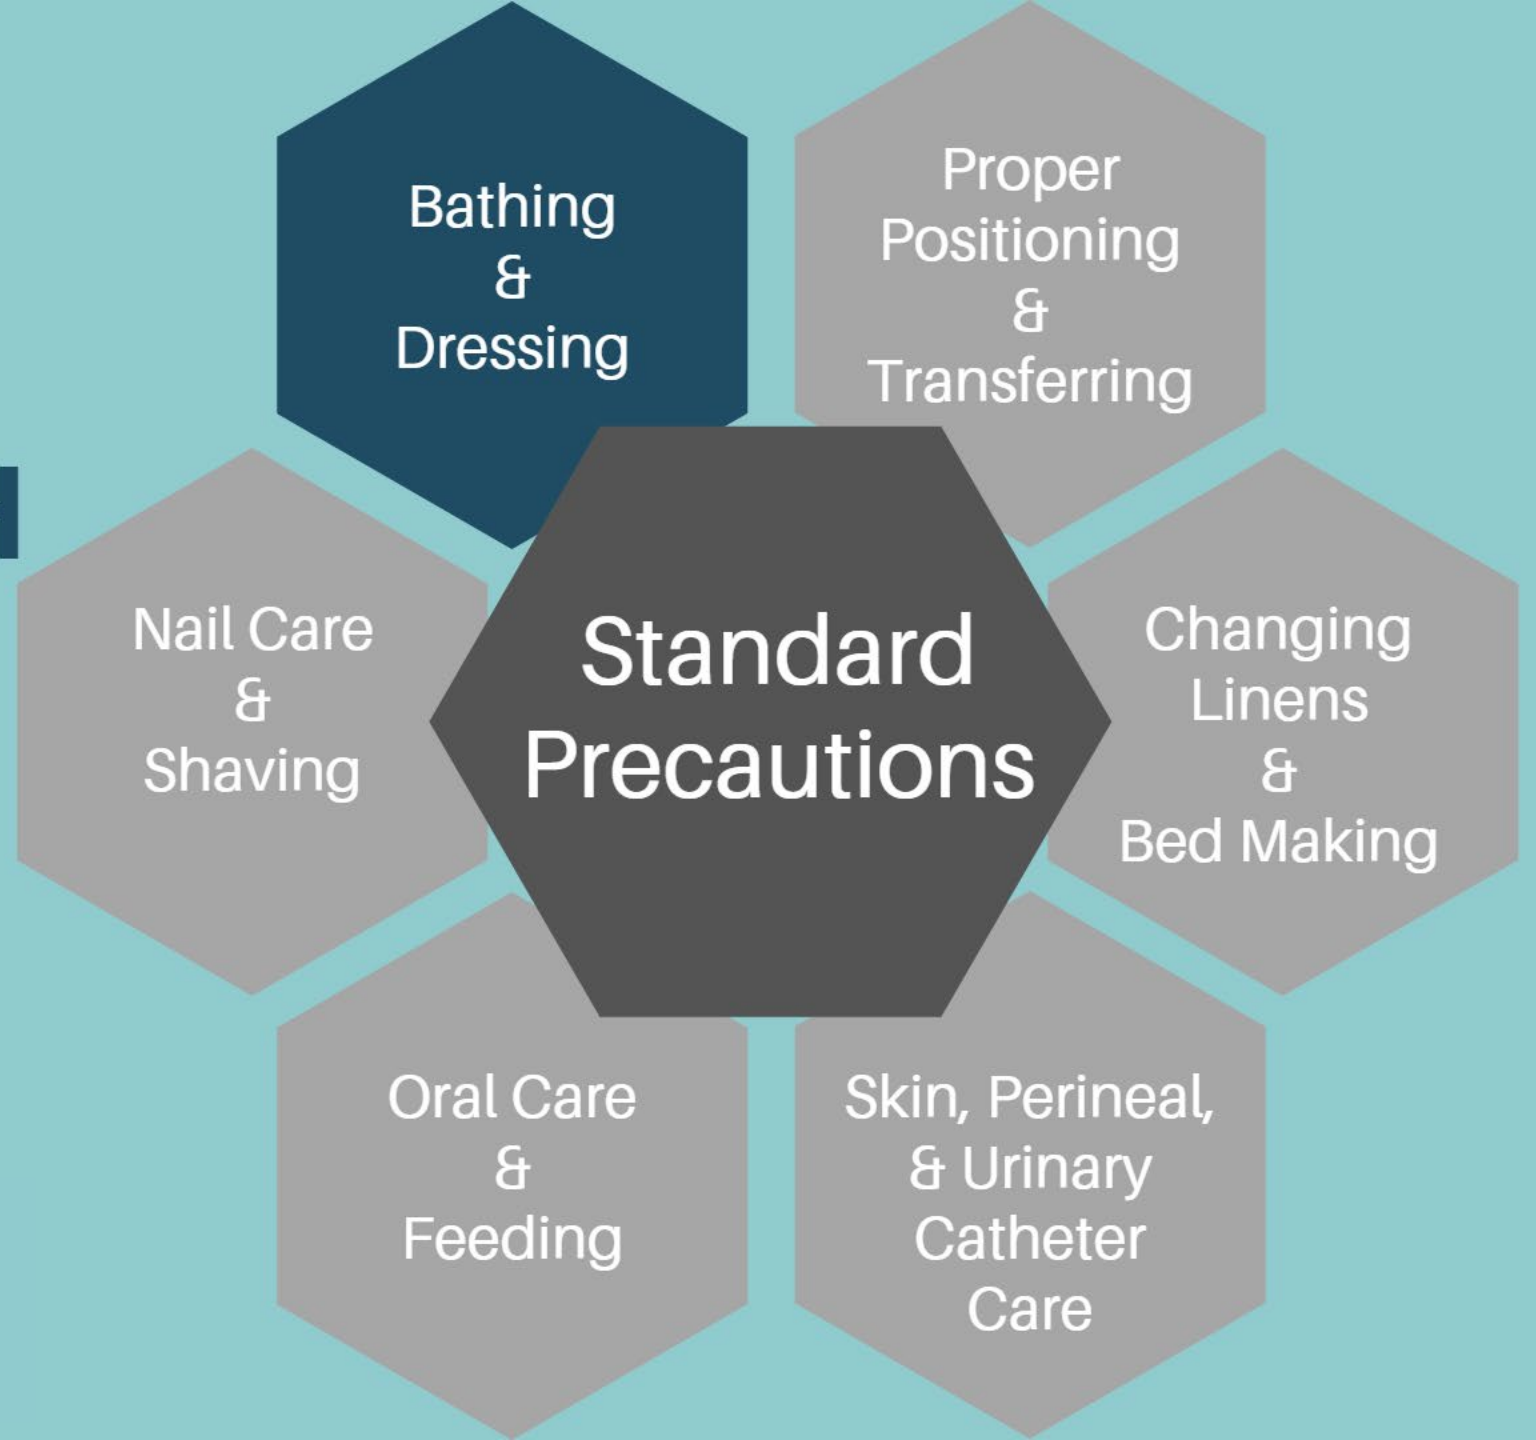 Bathing
&
Dressing
Proper
Positioning
&
Transferring
Nail Care
&
Shaving
Standard
Precautions
Changing
Linens
&
Bed Making
Oral Care
&
Feeding
Skin, Perineal,
& Urinary
Catheter
Care